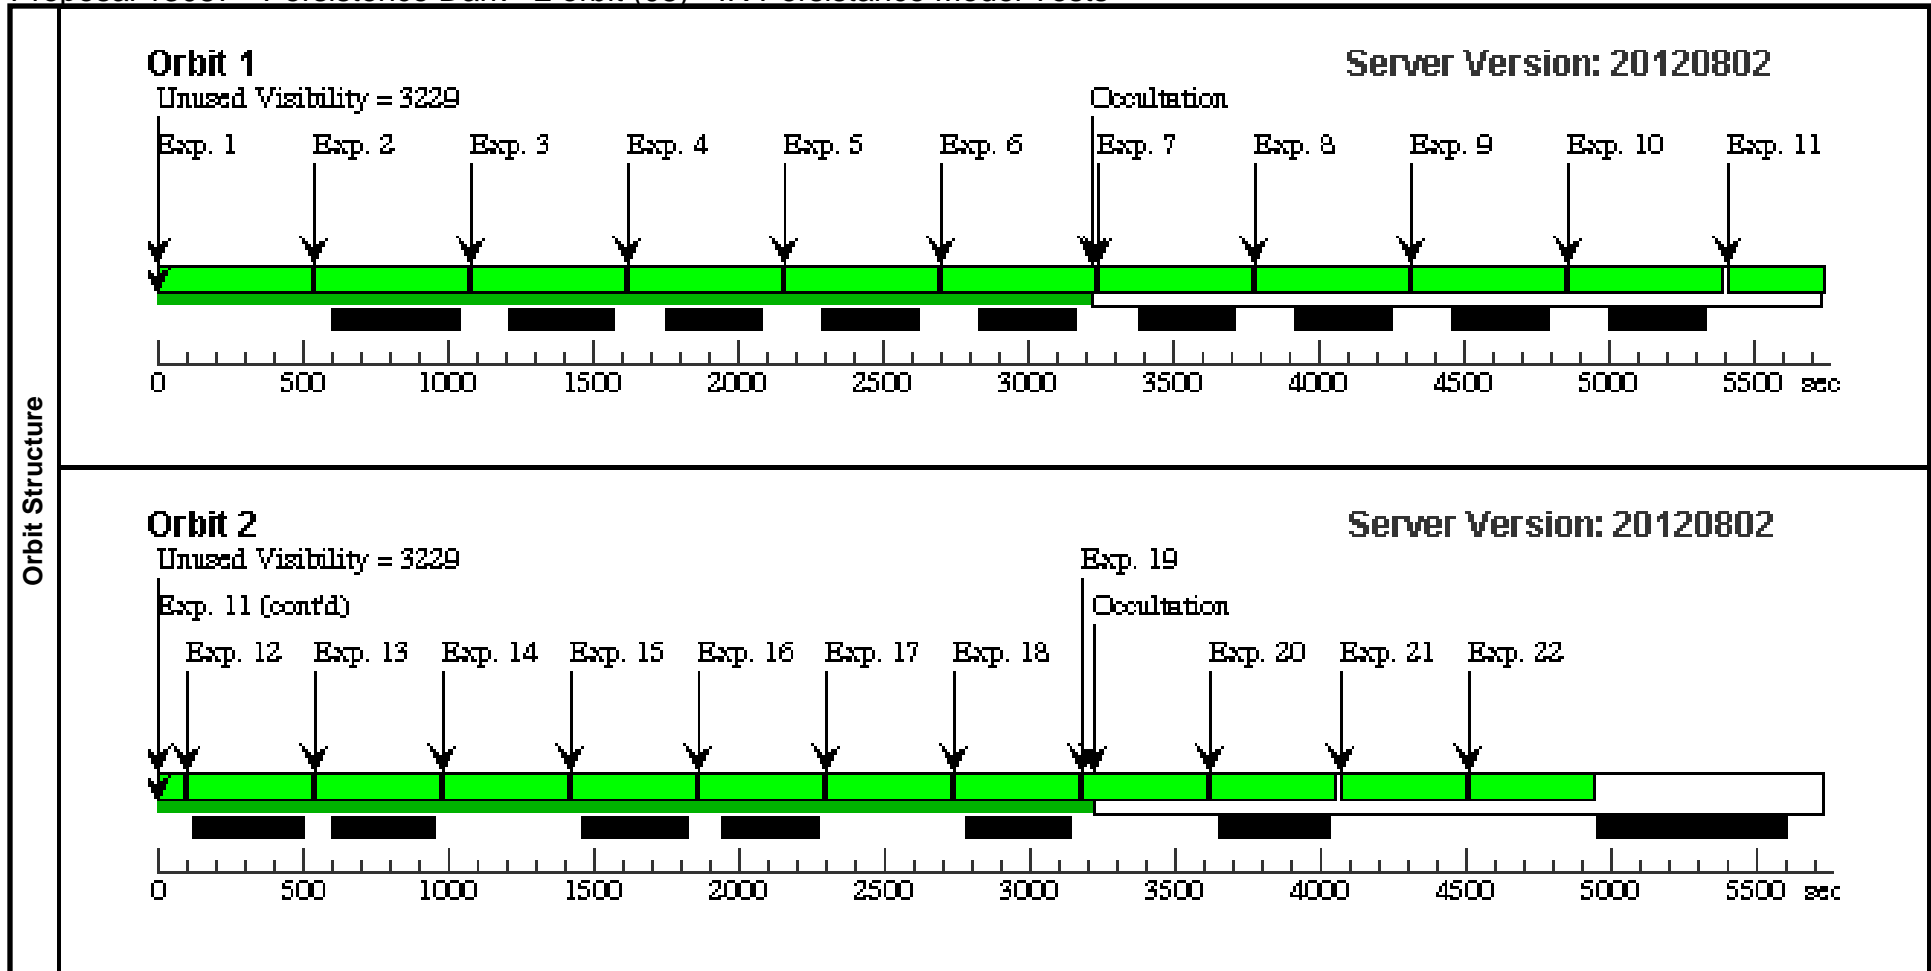 Orbit Structure
Orbit 1
Server Version: 20120802
Unused Visibility = 3229
Occultation
Exp. 1 Exp. 2 Exp. 3 Exp. 4 Exp. 5 Exp. 6 Exp. 7 Exp. 8 Exp. 9 Exp. 10 Exp. 11
0 500 1000 1500 2000 2500 3000 3500 4000 4500 5000 5500 sec
Orbit 2
Server Version: 20120802
Unused Visibility = 3229
Exp. 19
Exp. 11 (cont'd)
Occultation
Exp. 12 Exp. 13 Exp. 14 Exp. 15 Exp. 16 Exp. 17 Exp. 18 Exp. 20 Exp. 21 Exp. 22
0 500 1000 1500 2000 2500 3000 3500 4000 4500 5000 5500 sec